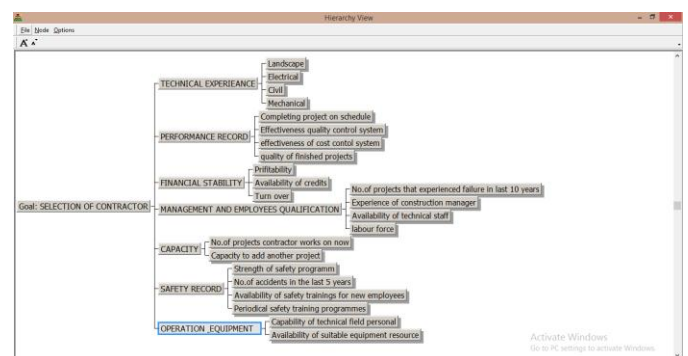 Hierarchy View
File Node Options
A A
Landscape
Electrical
Civil
Mechanical
TECHNICAL EXPERIEANCE
Completing project on schedule
Effectiveness quality control system
effectiveness of cost contol system
quality of finished projects
PERFORMANCE RECORD
Prifitability
Availability of credits
Turn over
FINANCIAL STABILITY
Goal: SELECTION OF CONTRACTOR
MANAGEMENT AND EMPLOYEES QUALIFICATION
No.of projects that experienced failure in last 10 years
Experience of construction manager
Availability of technical staff
labour force
CAPACITY
No.of projects contractor works on now
Capacity to add another project
SAFETY RECORD
Strength of safety programm
No.of accidents in the last 5 years
Availability of safety trainings for new employees
Periodical safety training programmes
OPERATION_EQUIPMENT
Capability of technical field personal
Availability of suitable equipment resource
Activate Windows
Go to PC settings to activate Windows.